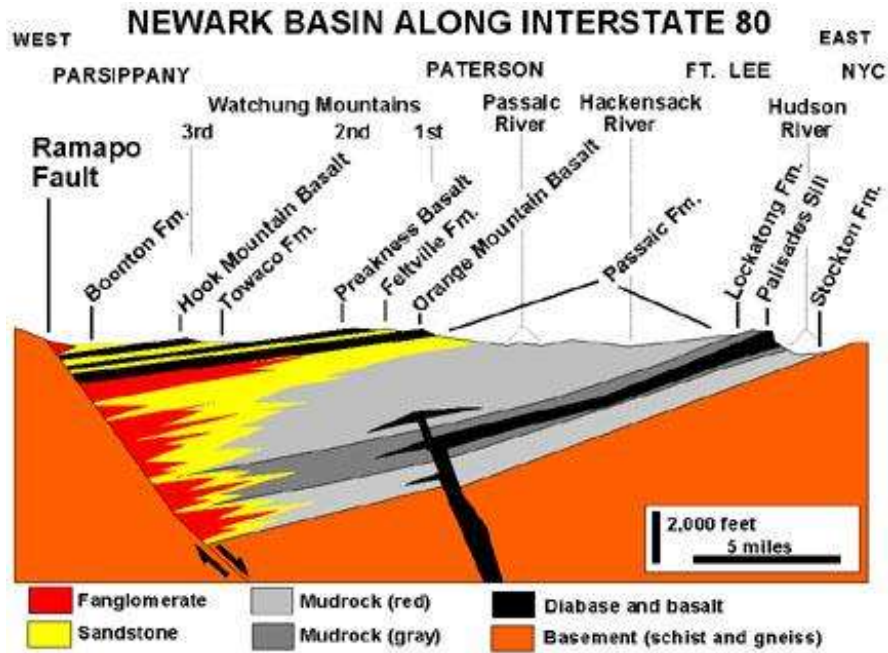 NEWARK BASIN ALONG INTERSTATE 80
WEST
EAST
PARSIPPANY
PATERSON
FT. LEE
NYC
Watchung Mountains
3rd
2nd
1st
Passaic
River
Hackensack
River
Hudson
River
Ramapo
Fault
Boonton Fm.
Hook Mountain Basalt
Towaco Fm.
Preakness Basalt
Feltville Fm.
Orange Mountain Basalt
Passaic Fm.
Lockatong Fm.
Palisades Sill
Stockton Fm.
2,000 feet
5 miles
Fanglomerate
Mudrock (red)
Diabase and basalt
Sandstone
Mudrock (gray)
Basement (schist and gneiss)